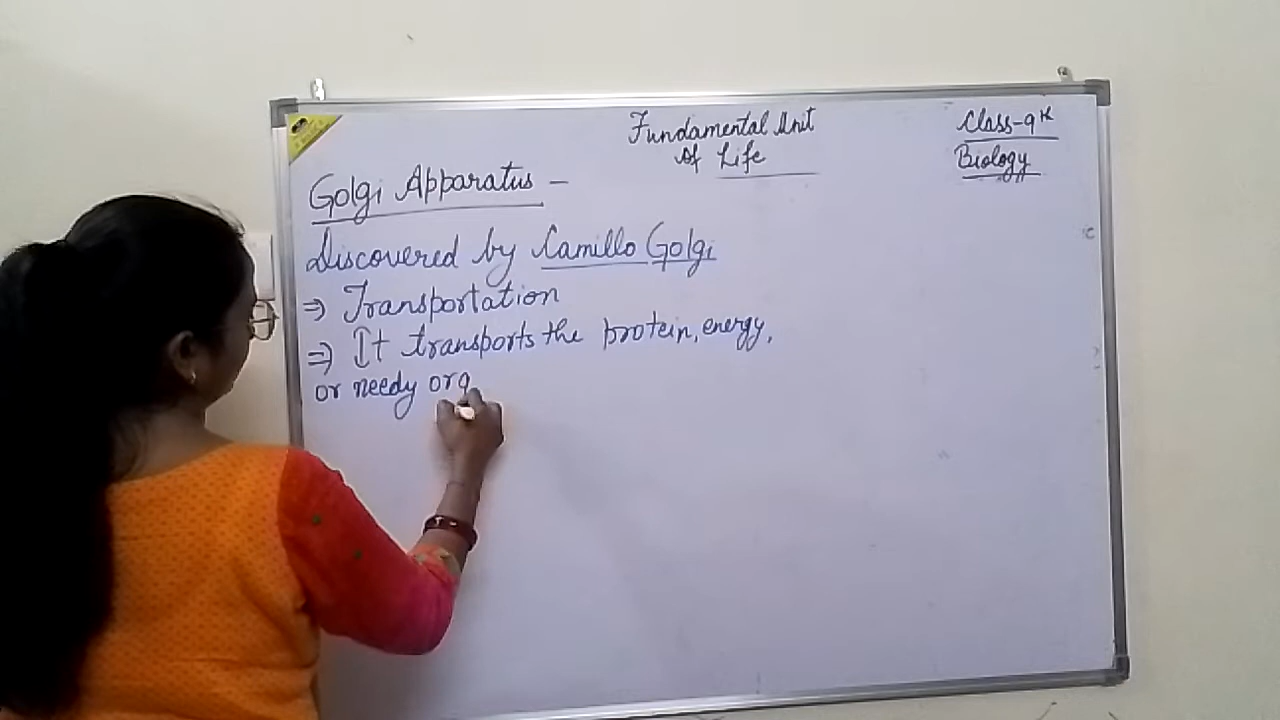 Fundamental Unit
Of Life
Class-9th
Biology
Golgi Apparatus -
Discovered by Camillo Golgi
⇒ Transportation
⇒ It transports the protein, energy,
or needy org